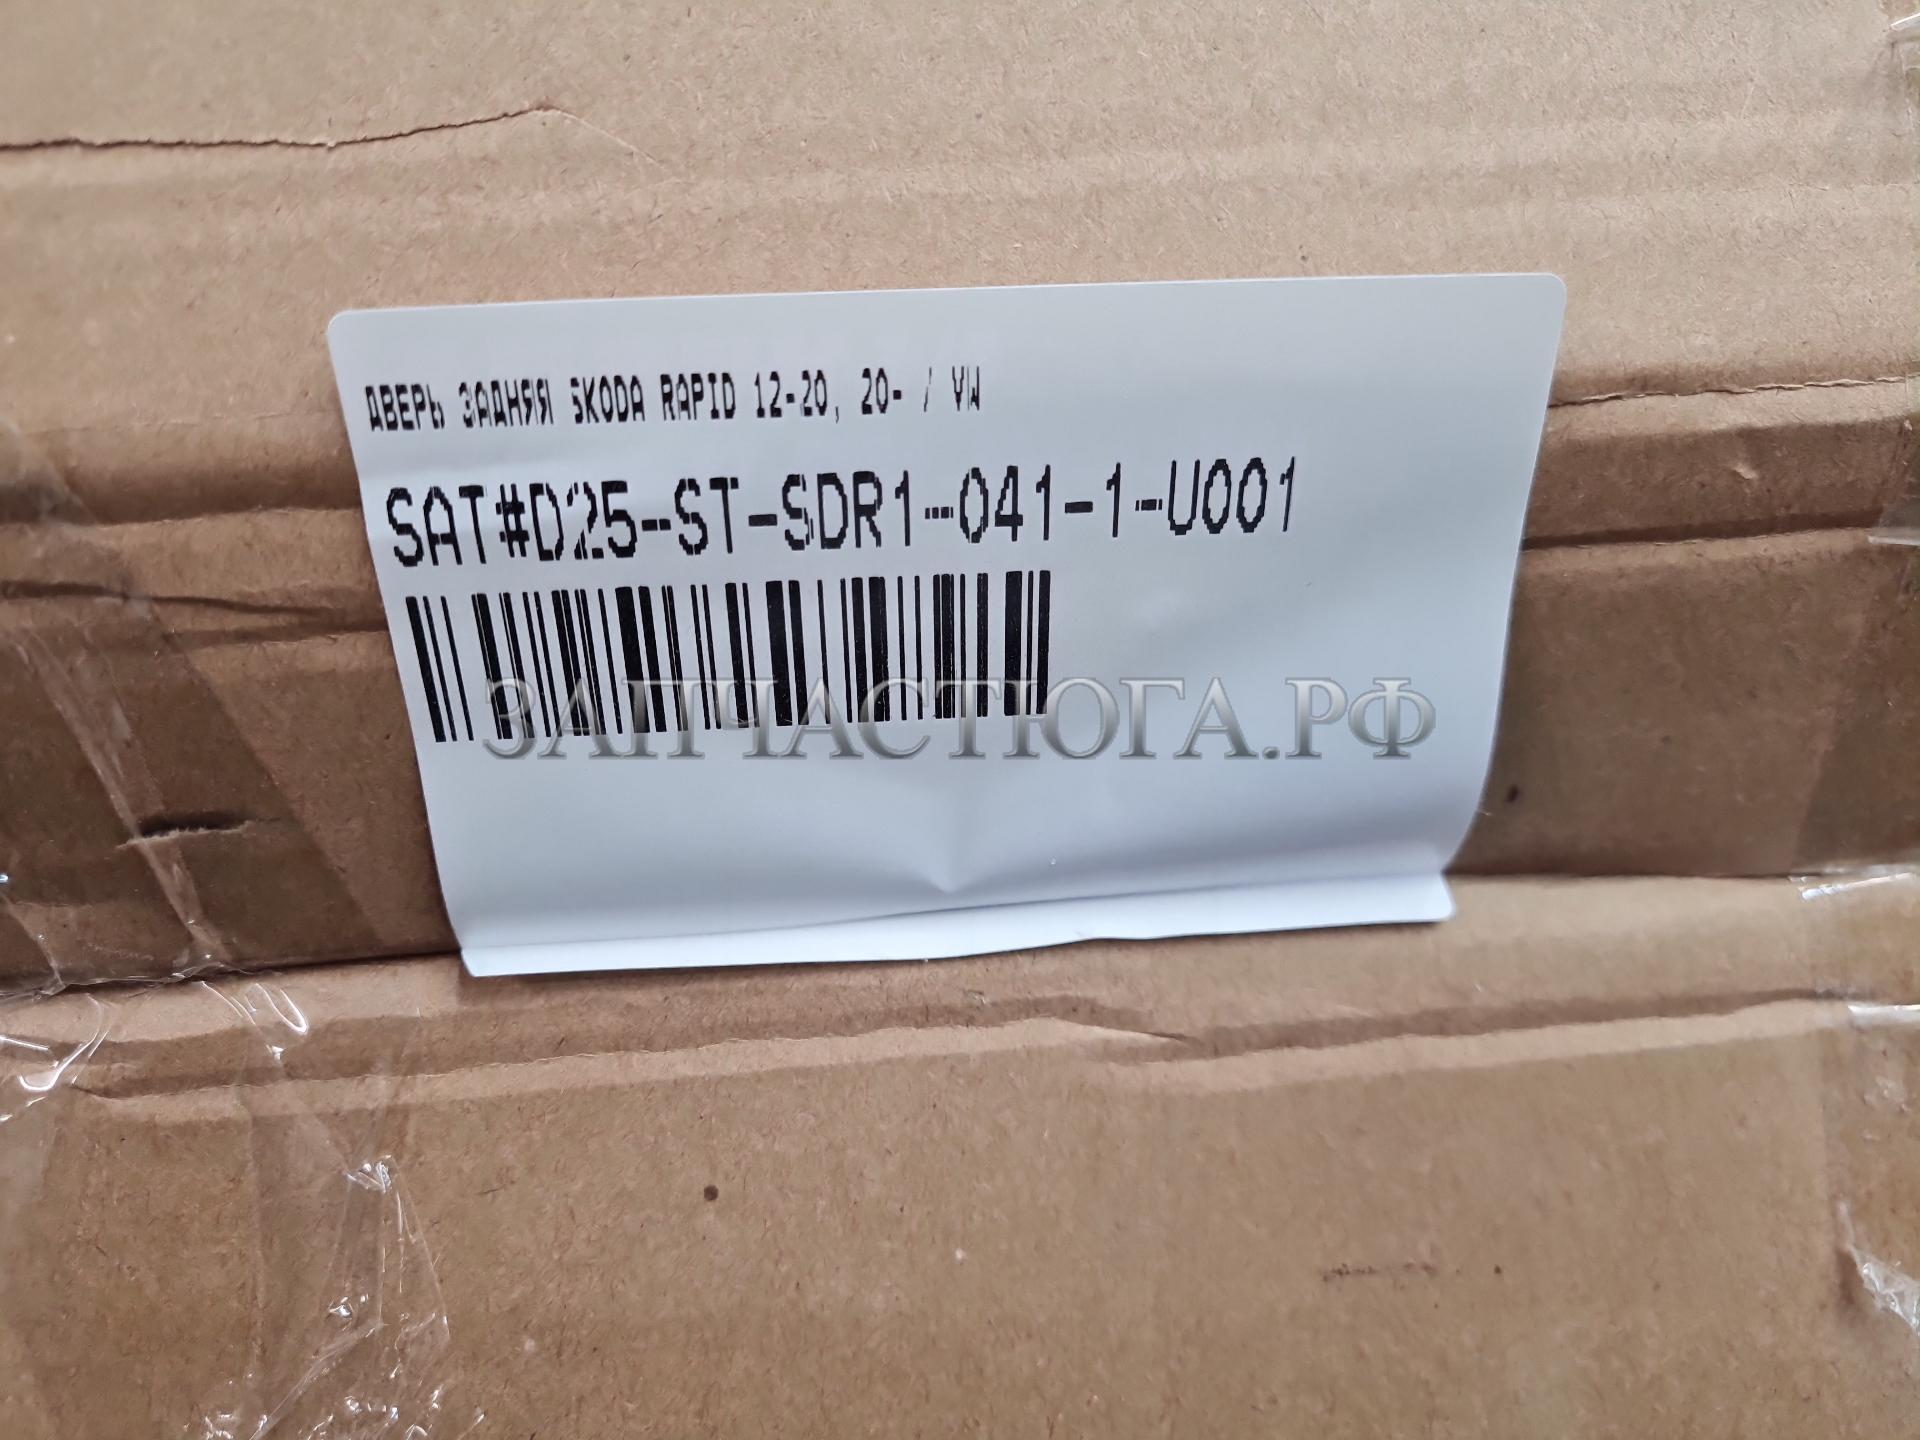 ДВЕРЬ ЗАДНЯЯ SKODA RAPID 12-20, 20- / VW
SAT#D25-ST-SDR1-041-1-U001
ЗАПЧАСТЮГА.РФ